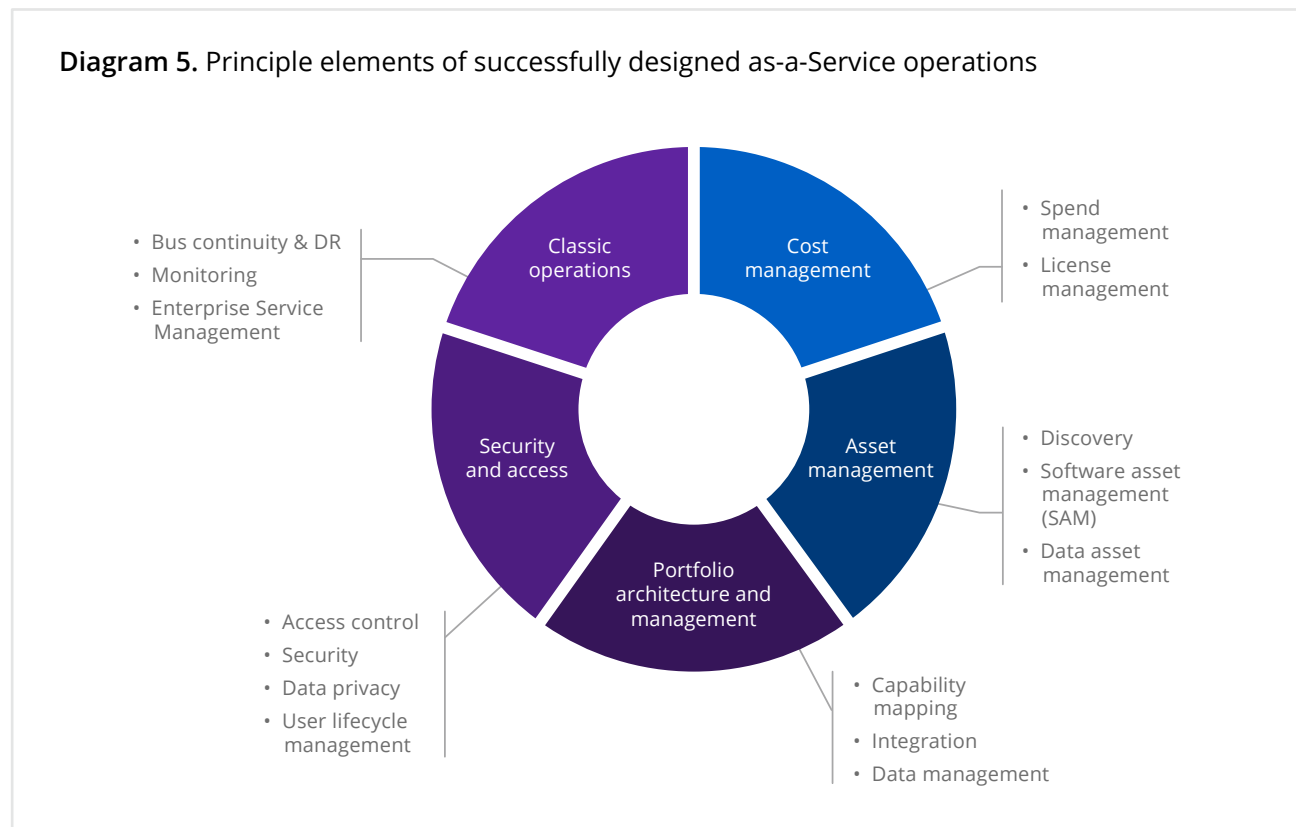 Diagram 5. Principle elements of successfully designed as-a-Service operations
Classic
operations
• Bus continuity & DR
• Monitoring
• Enterprise Service
Management
Cost
management
• Spend
management
• License
management
Asset
management
• Discovery
• Software asset
management
(SAM)
• Data asset
management
Portfolio
architecture and
management
• Capability
mapping
• Integration
• Data management
Security
and access
• Access control
• Security
• Data privacy
• User lifecycle
management